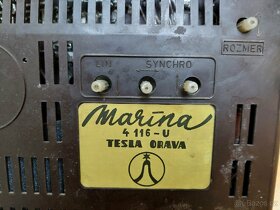 LIN SYNCHRO ROZMER
Marína
4 116-U
TESLA ORAVA